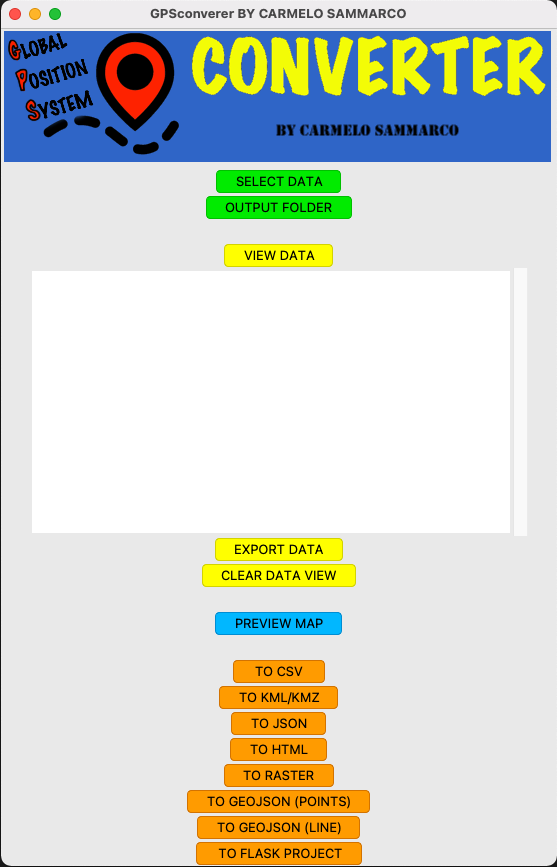 GPSconverer BY CARMELO SAMMARCO
GLOBAL
POSITION
SYSTEM
CONVERTER
BY CARMELO SAMMARCO
SELECT DATA
OUTPUT FOLDER
VIEW DATA
EXPORT DATA
CLEAR DATA VIEW
PREVIEW MAP
TO CSV
TO KML/KMZ
TO JSON
TO HTML
TO RASTER
TO GEOJSON (POINTS)
TO GEOJSON (LINE)
TO FLASK PROJECT